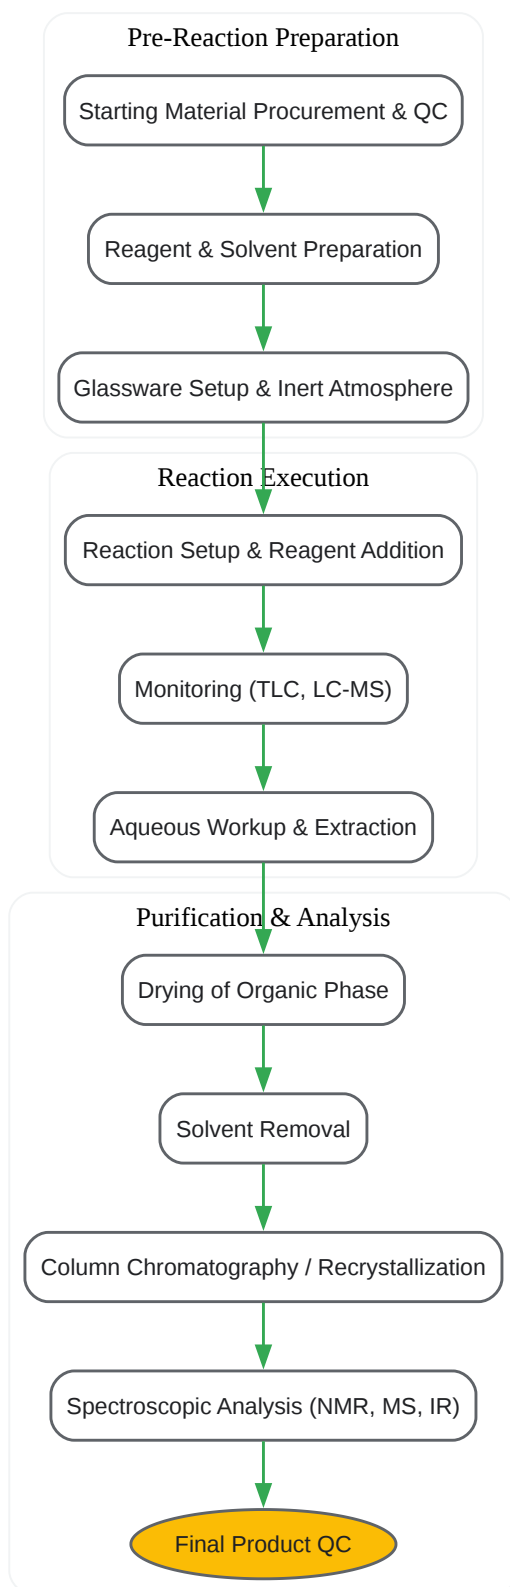 Pre-Reaction Preparation
Starting Material Procurement & QC
Reagent & Solvent Preparation
Glassware Setup & Inert Atmosphere
Reaction Execution
Reaction Setup & Reagent Addition
Monitoring (TLC, LC-MS)
Aqueous Workup & Extraction
Purification & Analysis
Drying of Organic Phase
Solvent Removal
Column Chromatography / Recrystallization
Spectroscopic Analysis (NMR, MS, IR)
Final Product QC